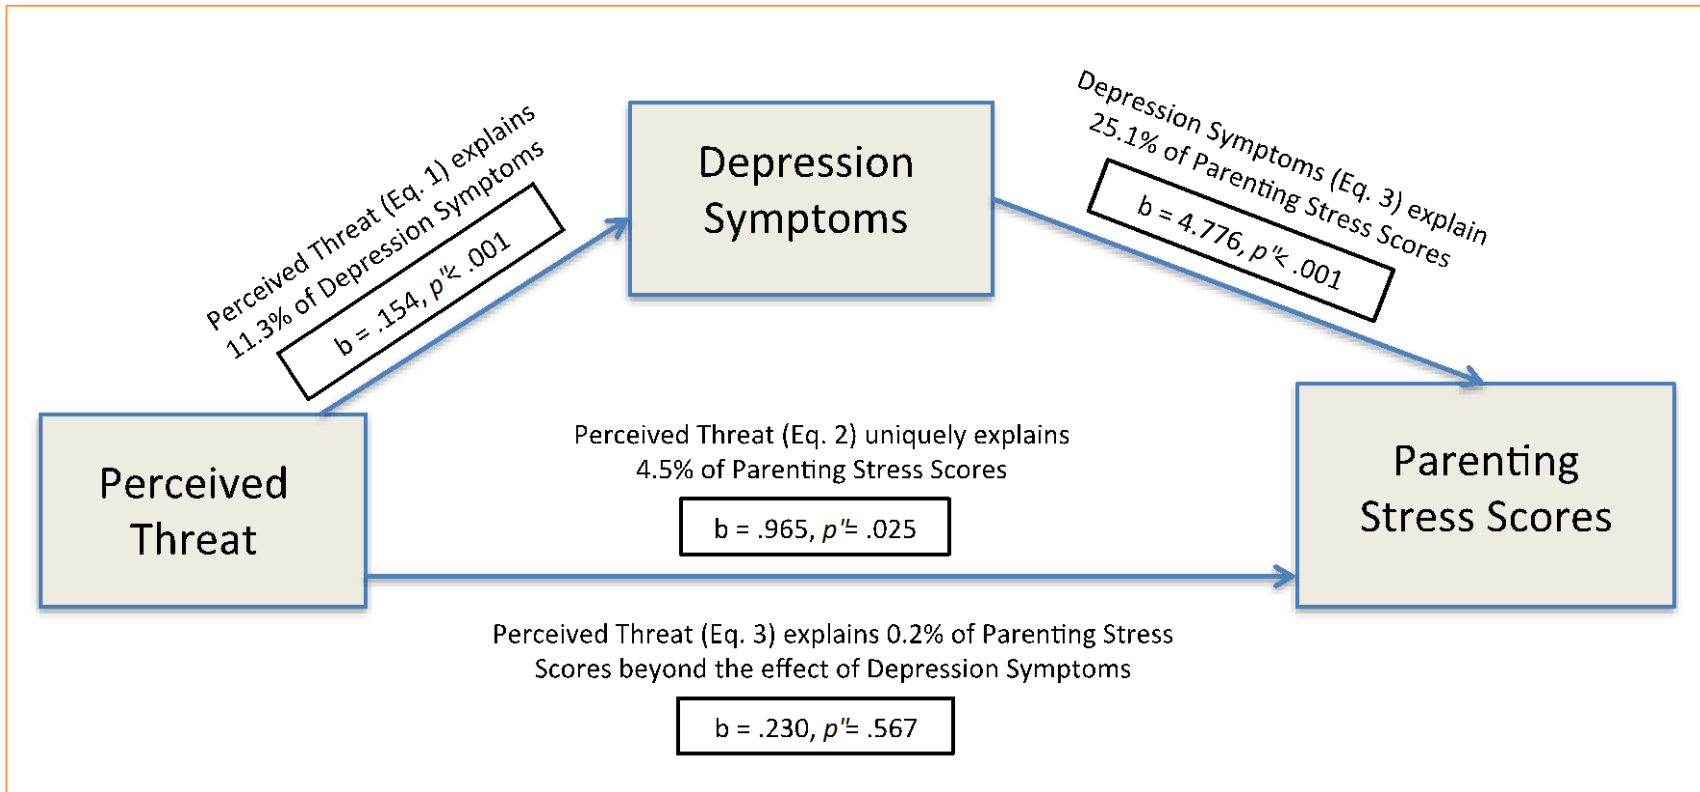 Perceived Threat (Eq. 1) explains
11.3% of Depression Symptoms
b = .154, p"< .001
Depression
Symptoms
Depression Symptoms (Eq. 3) explain
25.1% of Parenting Stress Scores
b = 4.776, p"< .001
Perceived
Threat
Perceived Threat (Eq. 2) uniquely explains
4.5% of Parenting Stress Scores
b = .965, p"= .025
Parenting
Stress Scores
Perceived Threat (Eq. 3) explains 0.2% of Parenting Stress
Scores beyond the effect of Depression Symptoms
b = .230, p"= .567